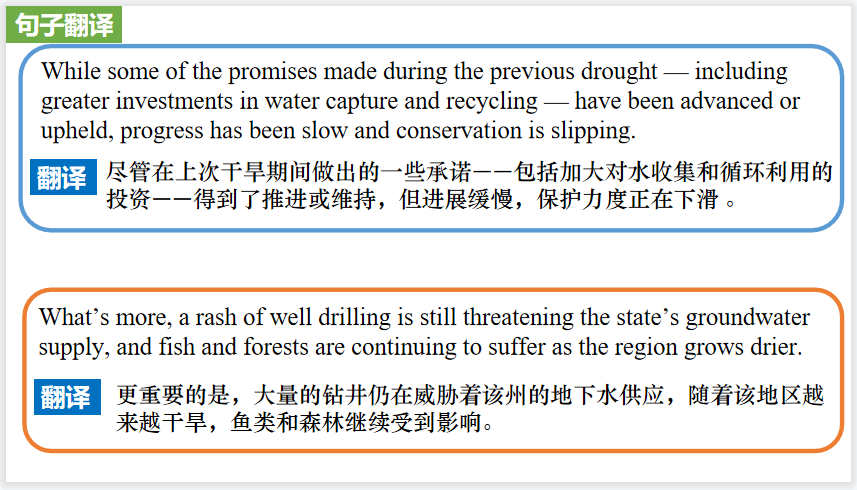 句子翻译
While some of the promises made during the previous drought — including
greater investments in water capture and recycling — have been advanced or
upheld, progress has been slow and conservation is slipping.
翻译
尽管在上次干旱期间做出的一些承诺——包括加大对水收集和循环利用的
投资——得到了推进或维持，但进展缓慢，保护力度正在下滑 。
What’s more, a rash of well drilling is still threatening the state’s groundwater
supply, and fish and forests are continuing to suffer as the region grows drier.
翻译
更重要的是，大量的钻井仍在威胁着该州的地下水供应，随着该地区越
来越干旱，鱼类和森林继续受到影响。